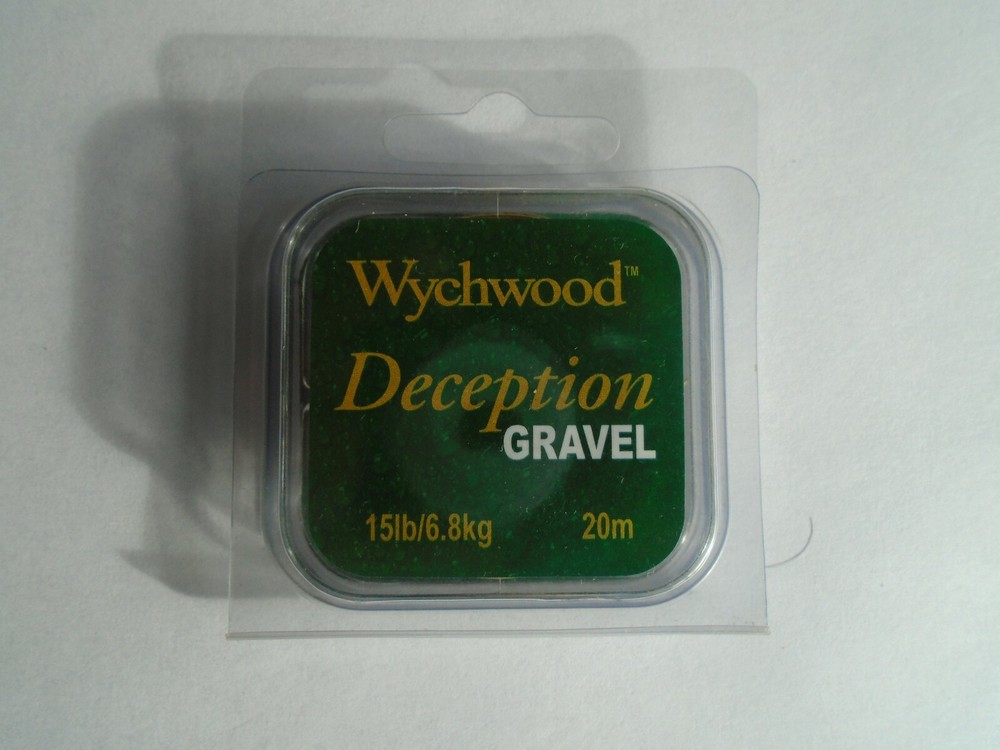 Wychwood™
Deception
GRAVEL
15lb/6.8kg 20m